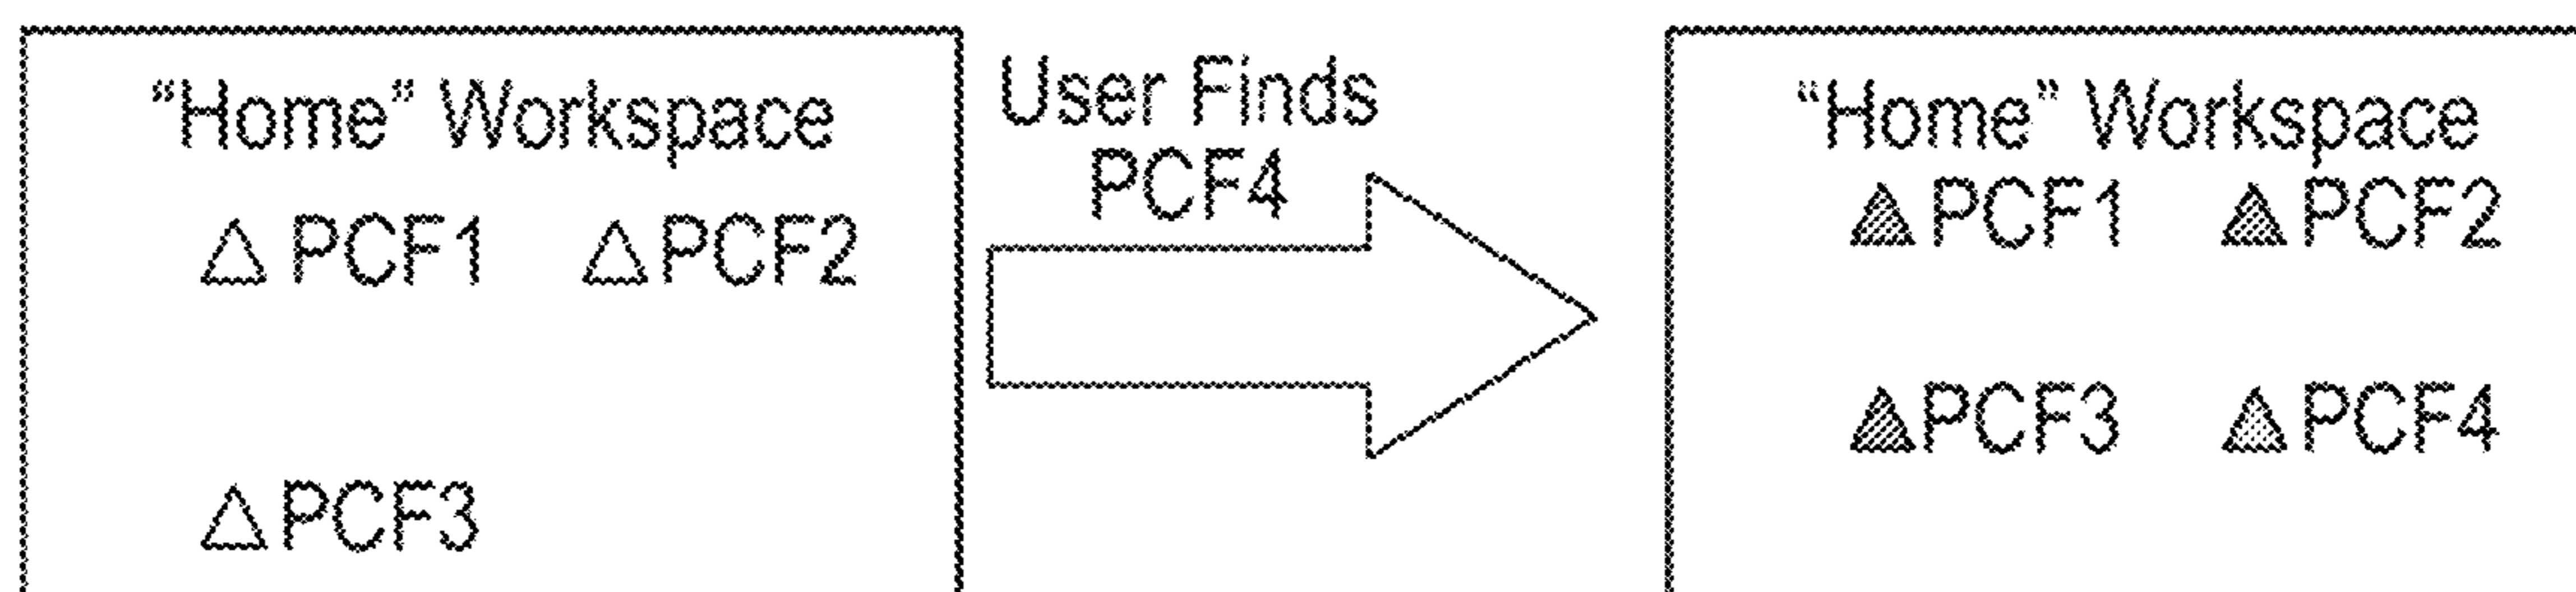 “Home” Workspace
PCF1 PCF2
PCF3
User Finds
PCF4
“Home” Workspace
PCF1 PCF2
PCF3 PCF4